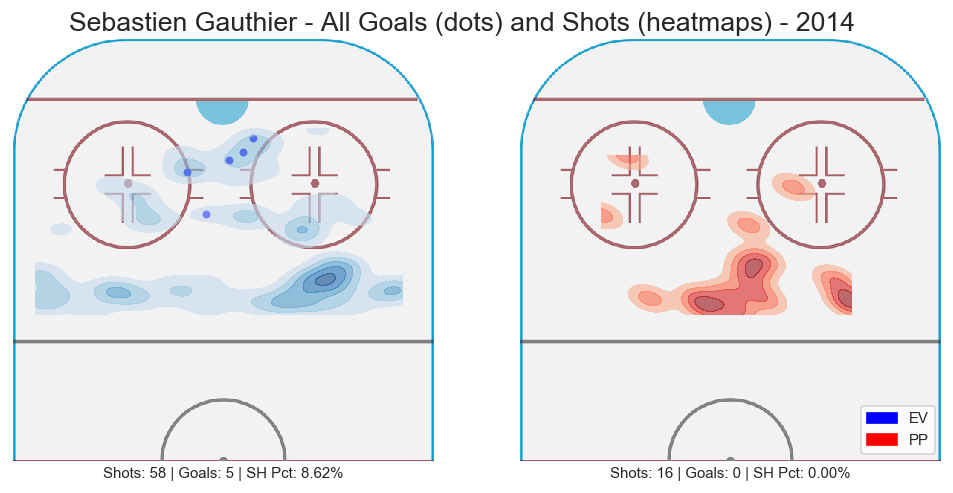 Sebastien Gauthier - All Goals (dots) and Shots (heatmaps) - 2014
EV
PP
Shots: 58 | Goals: 5 | SH Pct: 8.62%
Shots: 16 | Goals: 0 | SH Pct: 0.00%